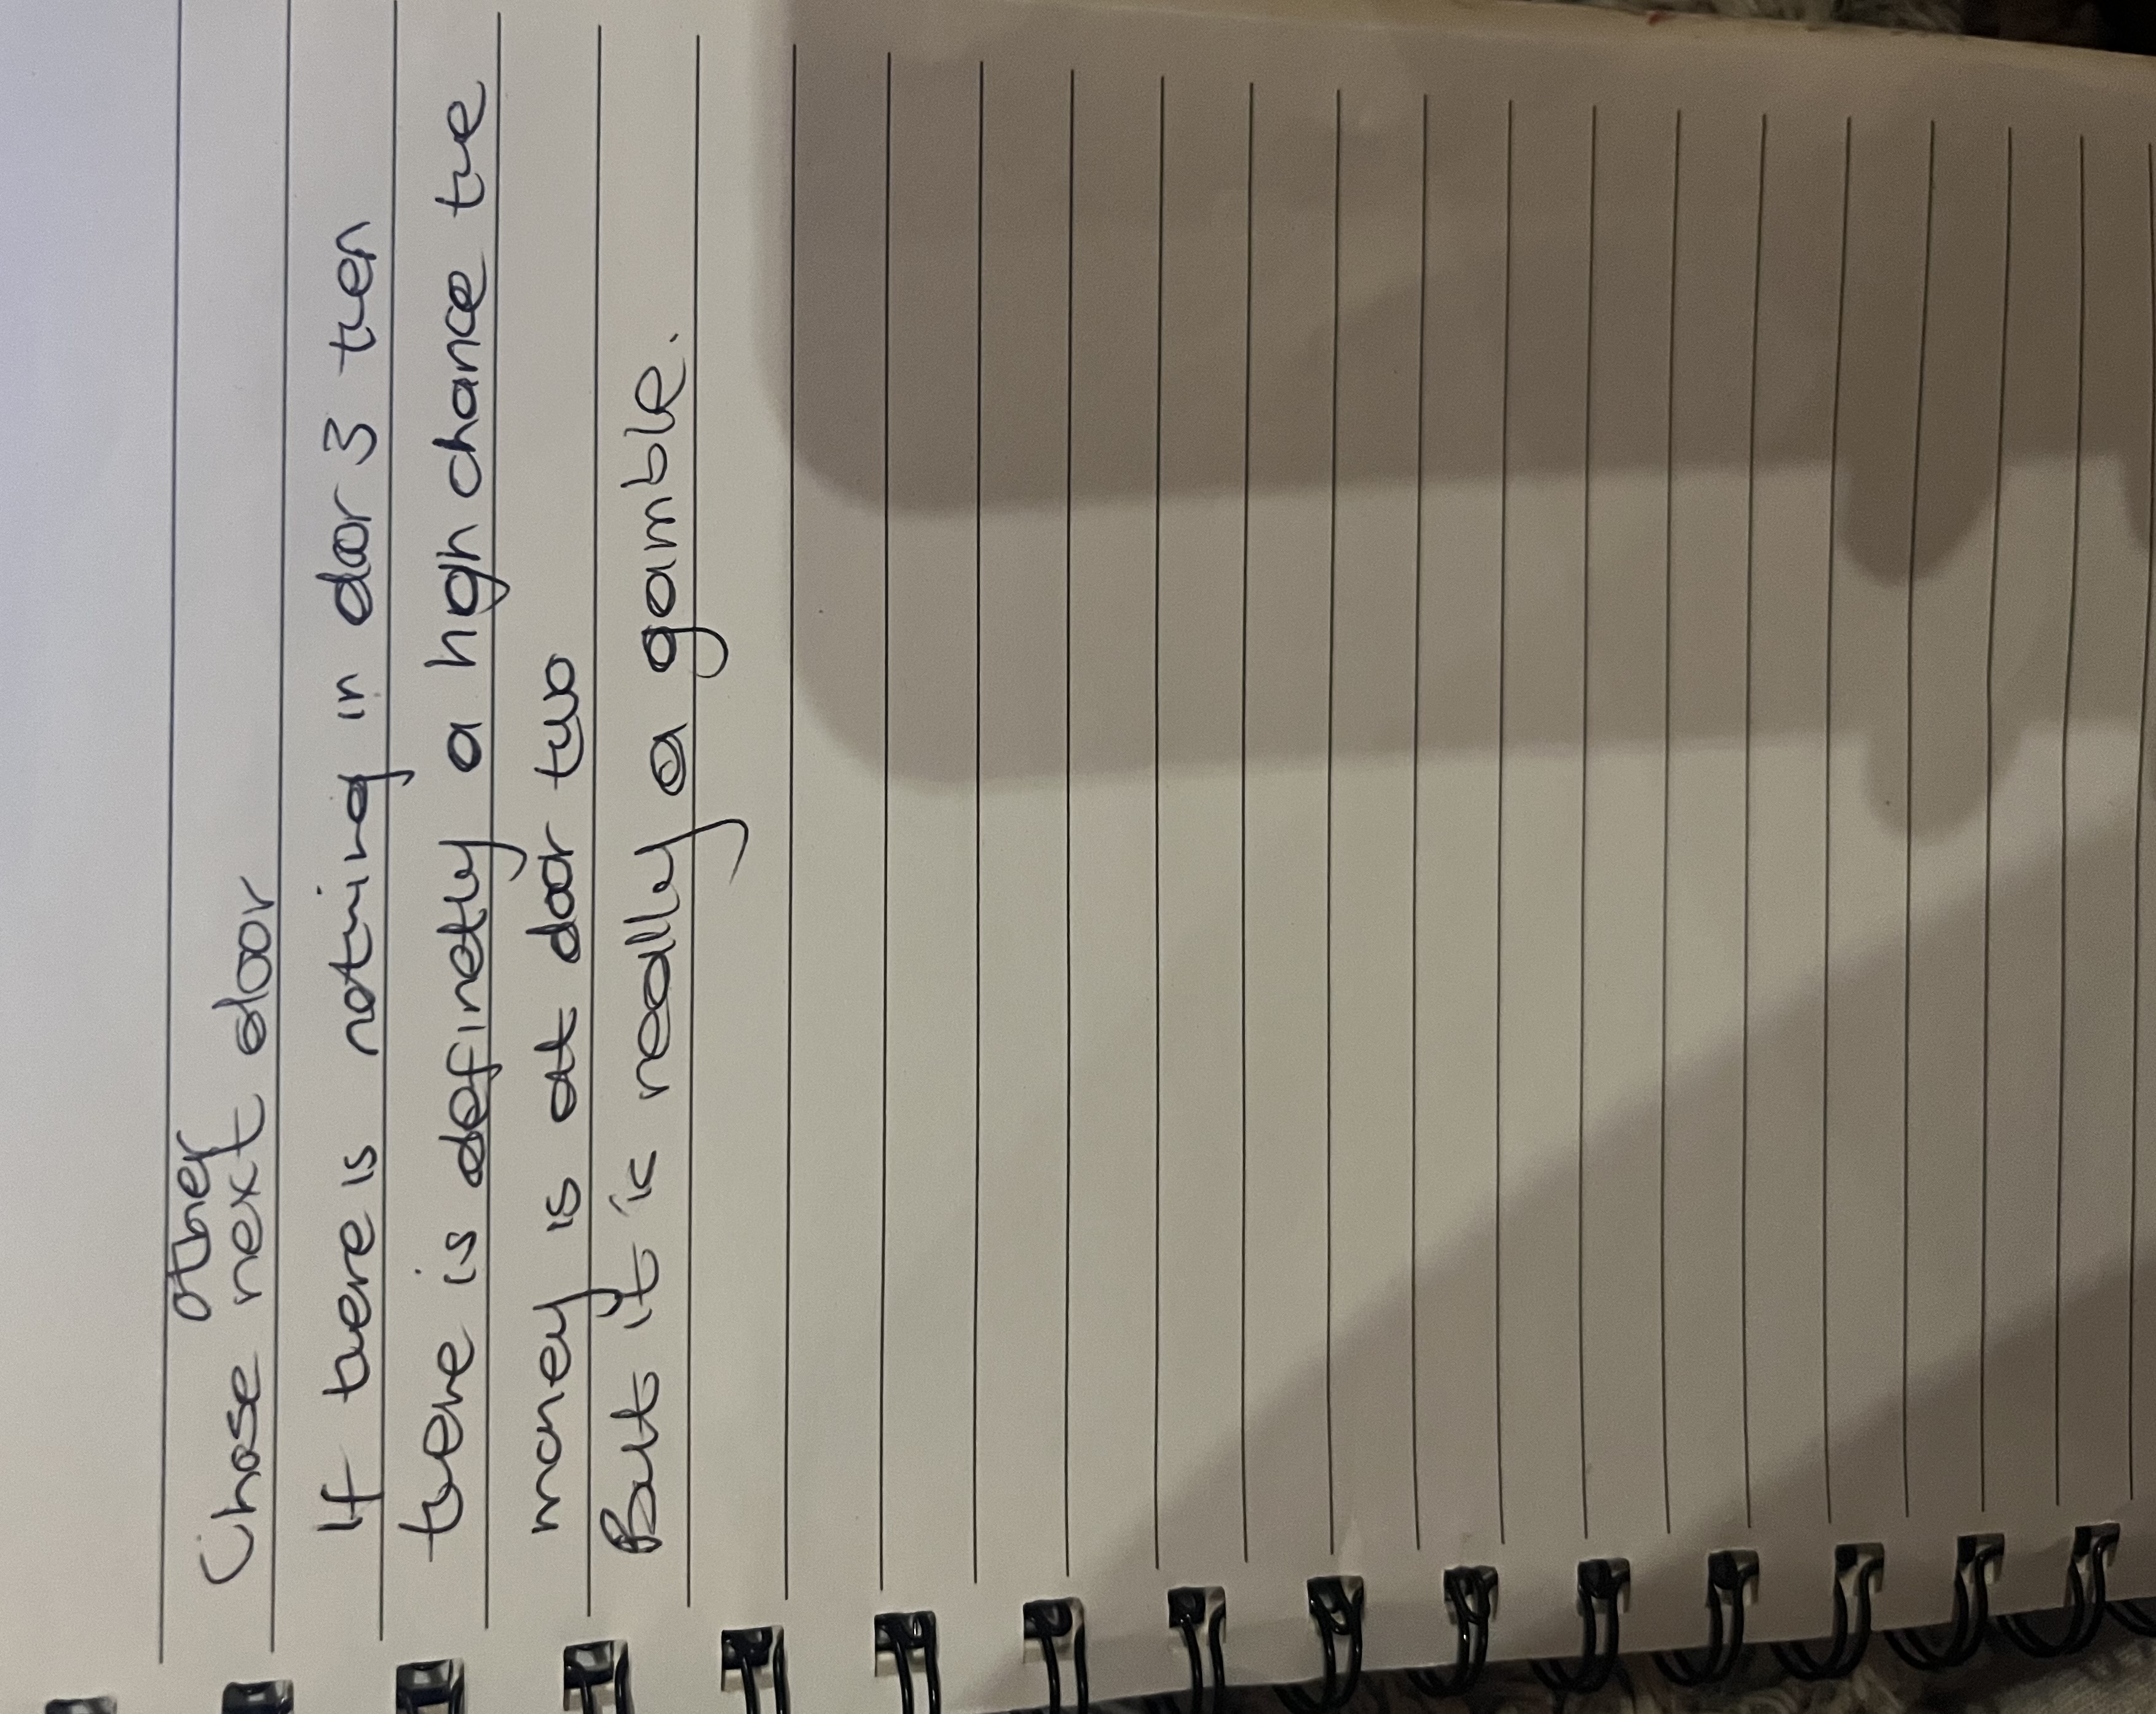 other
Chose next door
If there is nothing in door 3 then
there is definetly a high chance the
money is at door two
But it is really a gamble.